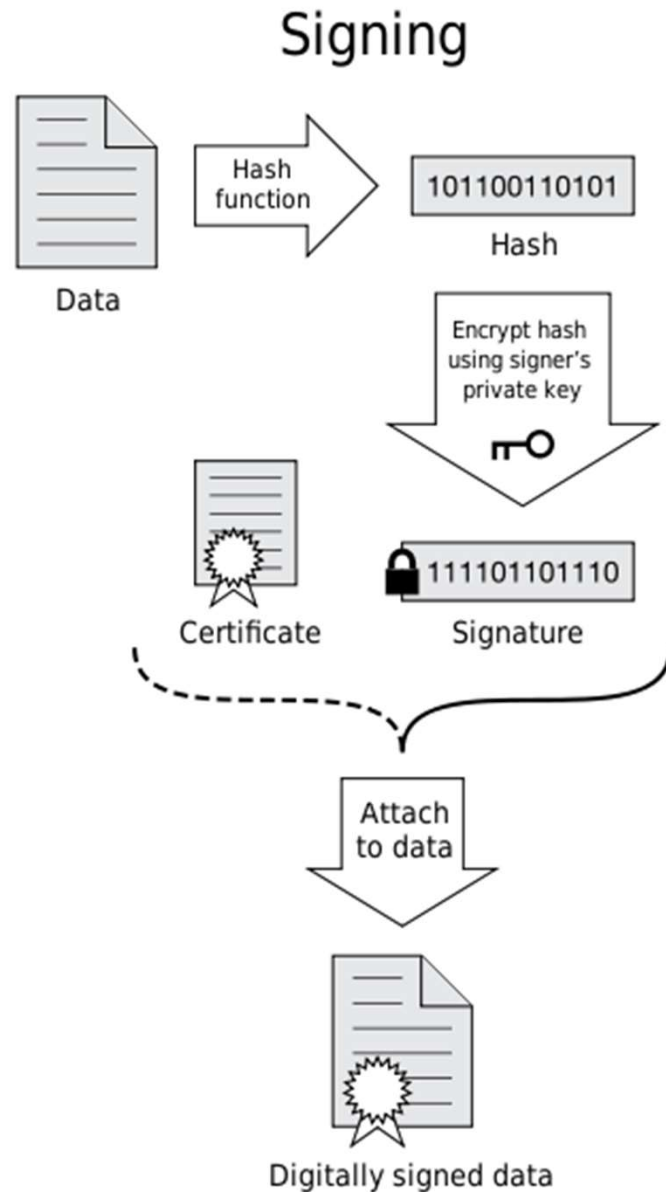 Signing
Hash
function
101100110101
Hash
Data
Encrypt hash
using signer's
private key
111101101110
Certificate
Signature
Attach
to data
Digitally signed data